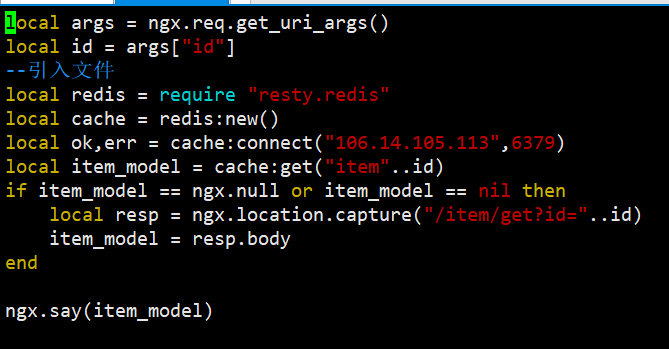 local args = ngx.req.get_uri_args()
local id = args["id"]
--引入文件
local redis = require "resty.redis"
local cache = redis:new()
local ok,err = cache:connect("106.14.105.113",6379)
local item_model = cache:get("item"..id)
if item_model == ngx.null or item_model == nil then
    local resp = ngx.location.capture("/item/get?id="..id)
    item_model = resp.body
end
ngx.say(item_model)